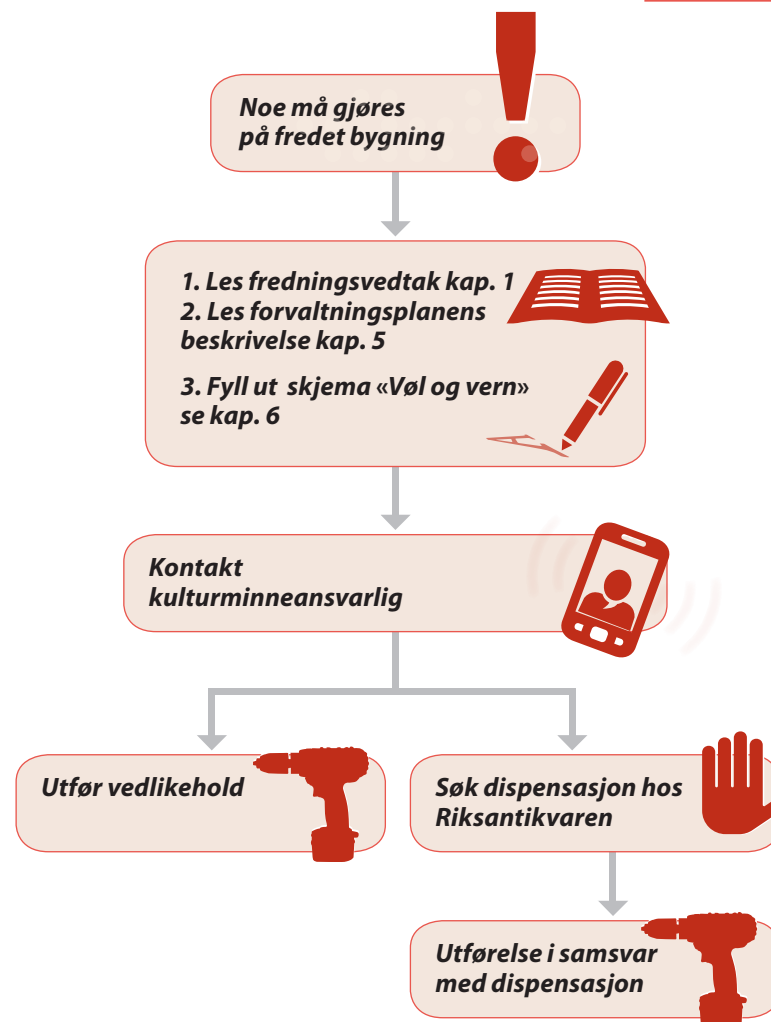 Noe må gjøres
på fredet bygning
1. Les fredningsvedtak kap. 1
2. Les forvaltningsplanens
beskrivelse kap. 5
3. Fyll ut skjema «Vøl og vern»
se kap. 6
Kontakt
kulturminneansvarlig
Utfør vedlikehold
Søk dispensasjon hos
Riksantikvaren
Utførelse i samsvar
med dispensasjon